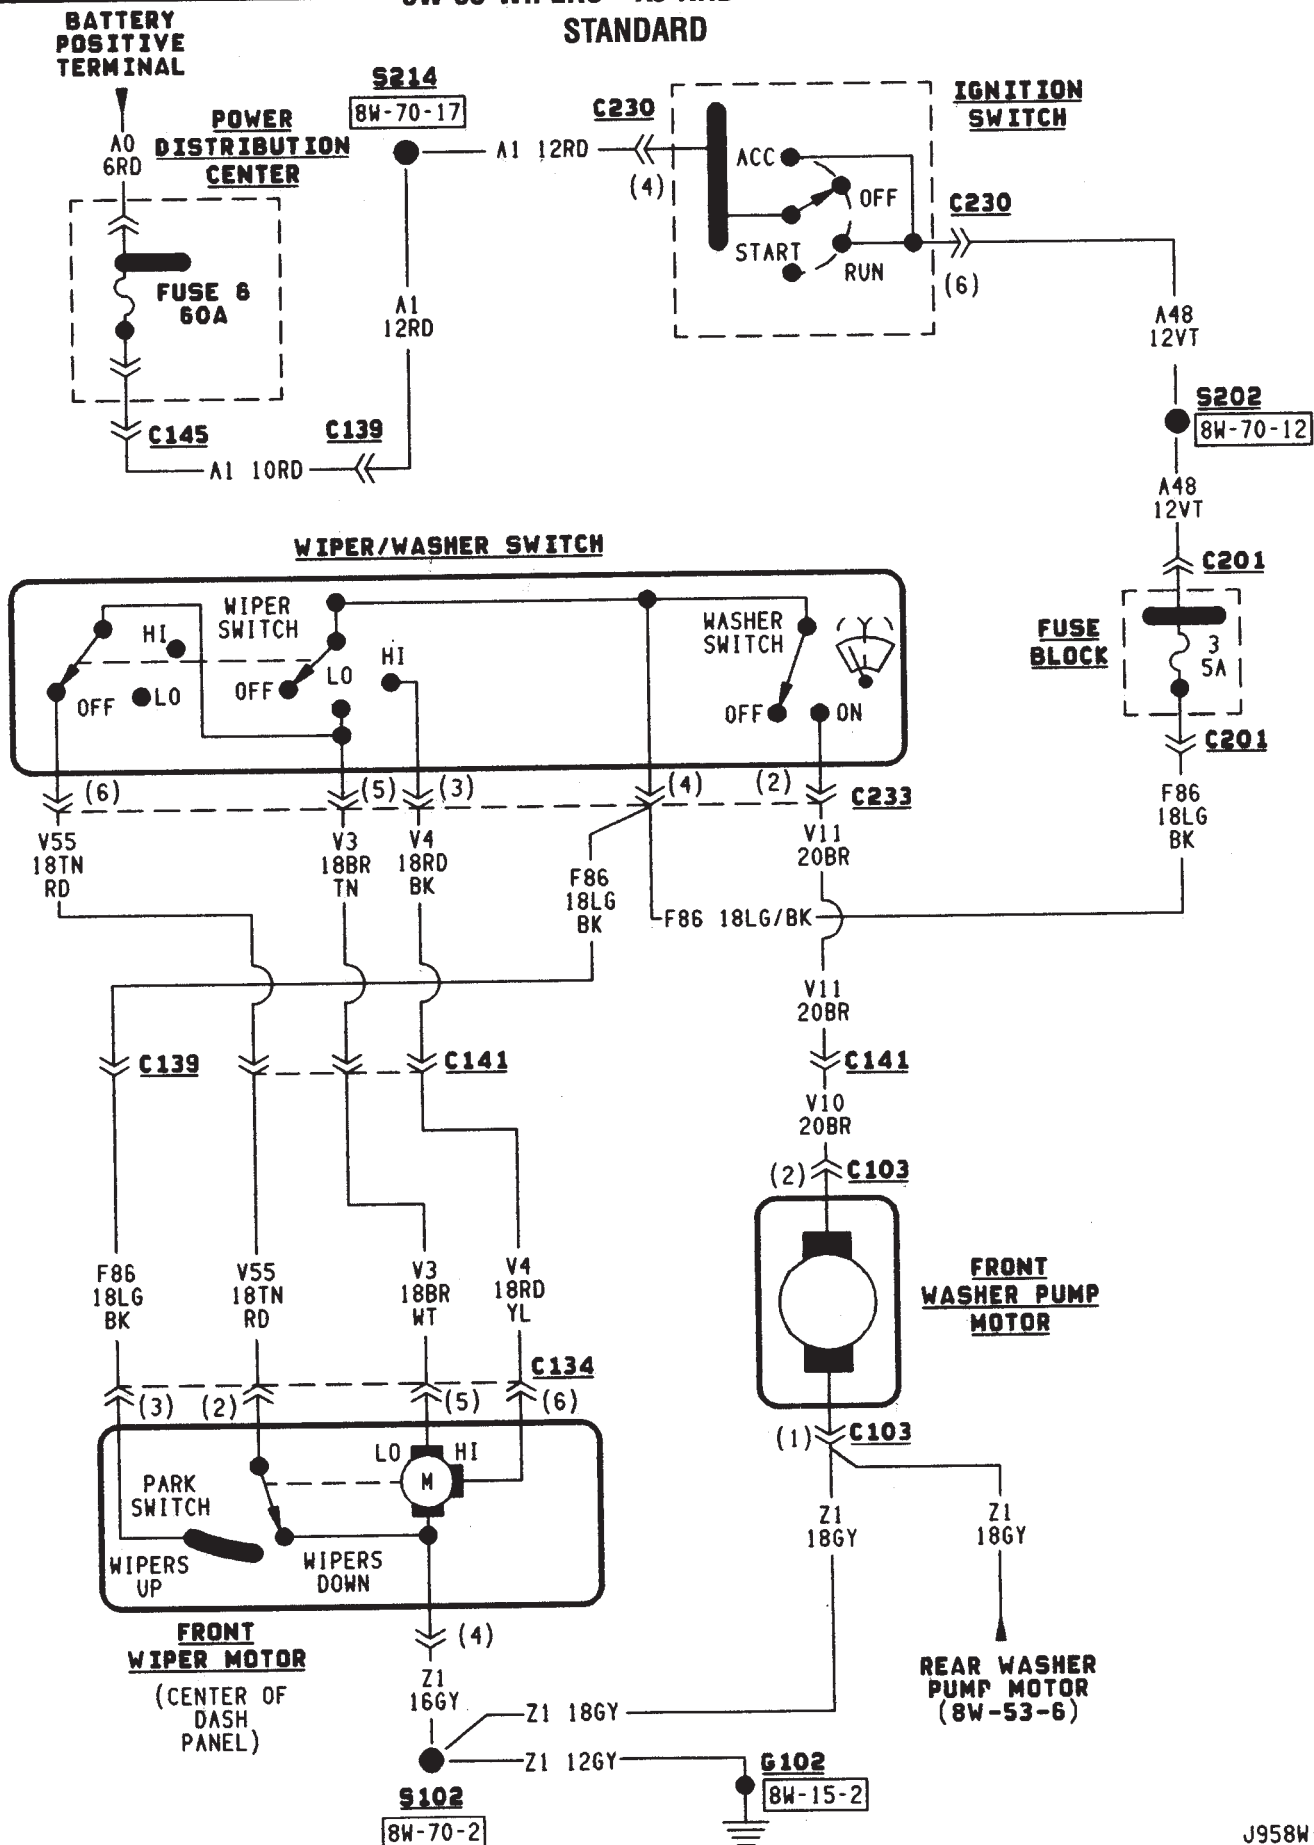 STANDARD
BATTERY
POSITIVE
TERMINAL
A0
6RD
POWER
DISTRIBUTION
CENTER
FUSE 6
60A
C145
A1 10RD
C139
A1
12RD
S214
8W-70-17
A1 12RD
C230
(4)
IGNITION
SWITCH
ACC
OFF
START
RUN
C230
(6)
A48
12VT
S202
8W-70-12
A48
12VT
C201
FUSE
BLOCK
3
5A
C201
F86
18LG
BK
WIPER/WASHER SWITCH
HI
OFF
LO
WIPER
SWITCH
OFF
LO
HI
WASHER
SWITCH
OFF
ON
(6)
(5)
(3)
(4)
(2)
C233
V55
18TN
RD
V3
18BR
TN
V4
18RD
BK
F86
18LG
BK
V11
20BR
F86 18LG/BK
V11
20BR
C139
C141
C141
V10
20BR
(2)
C103
FRONT
WASHER PUMP
MOTOR
(1)
C103
F86
18LG
BK
V55
18TN
RD
V3
18BR
WT
V4
18RD
YL
C134
(3)
(2)
(5)
(6)
LO
HI
M
PARK
SWITCH
WIPERS
UP
WIPERS
DOWN
FRONT
WIPER MOTOR
(CENTER OF
DASH
PANEL)
(4)
Z1
16GY
Z1
18GY
Z1
18GY
REAR WASHER
PUMP MOTOR
(8W-53-6)
Z1 18GY
Z1 12GY
S102
8W-70-2
G102
8W-15-2
J958W